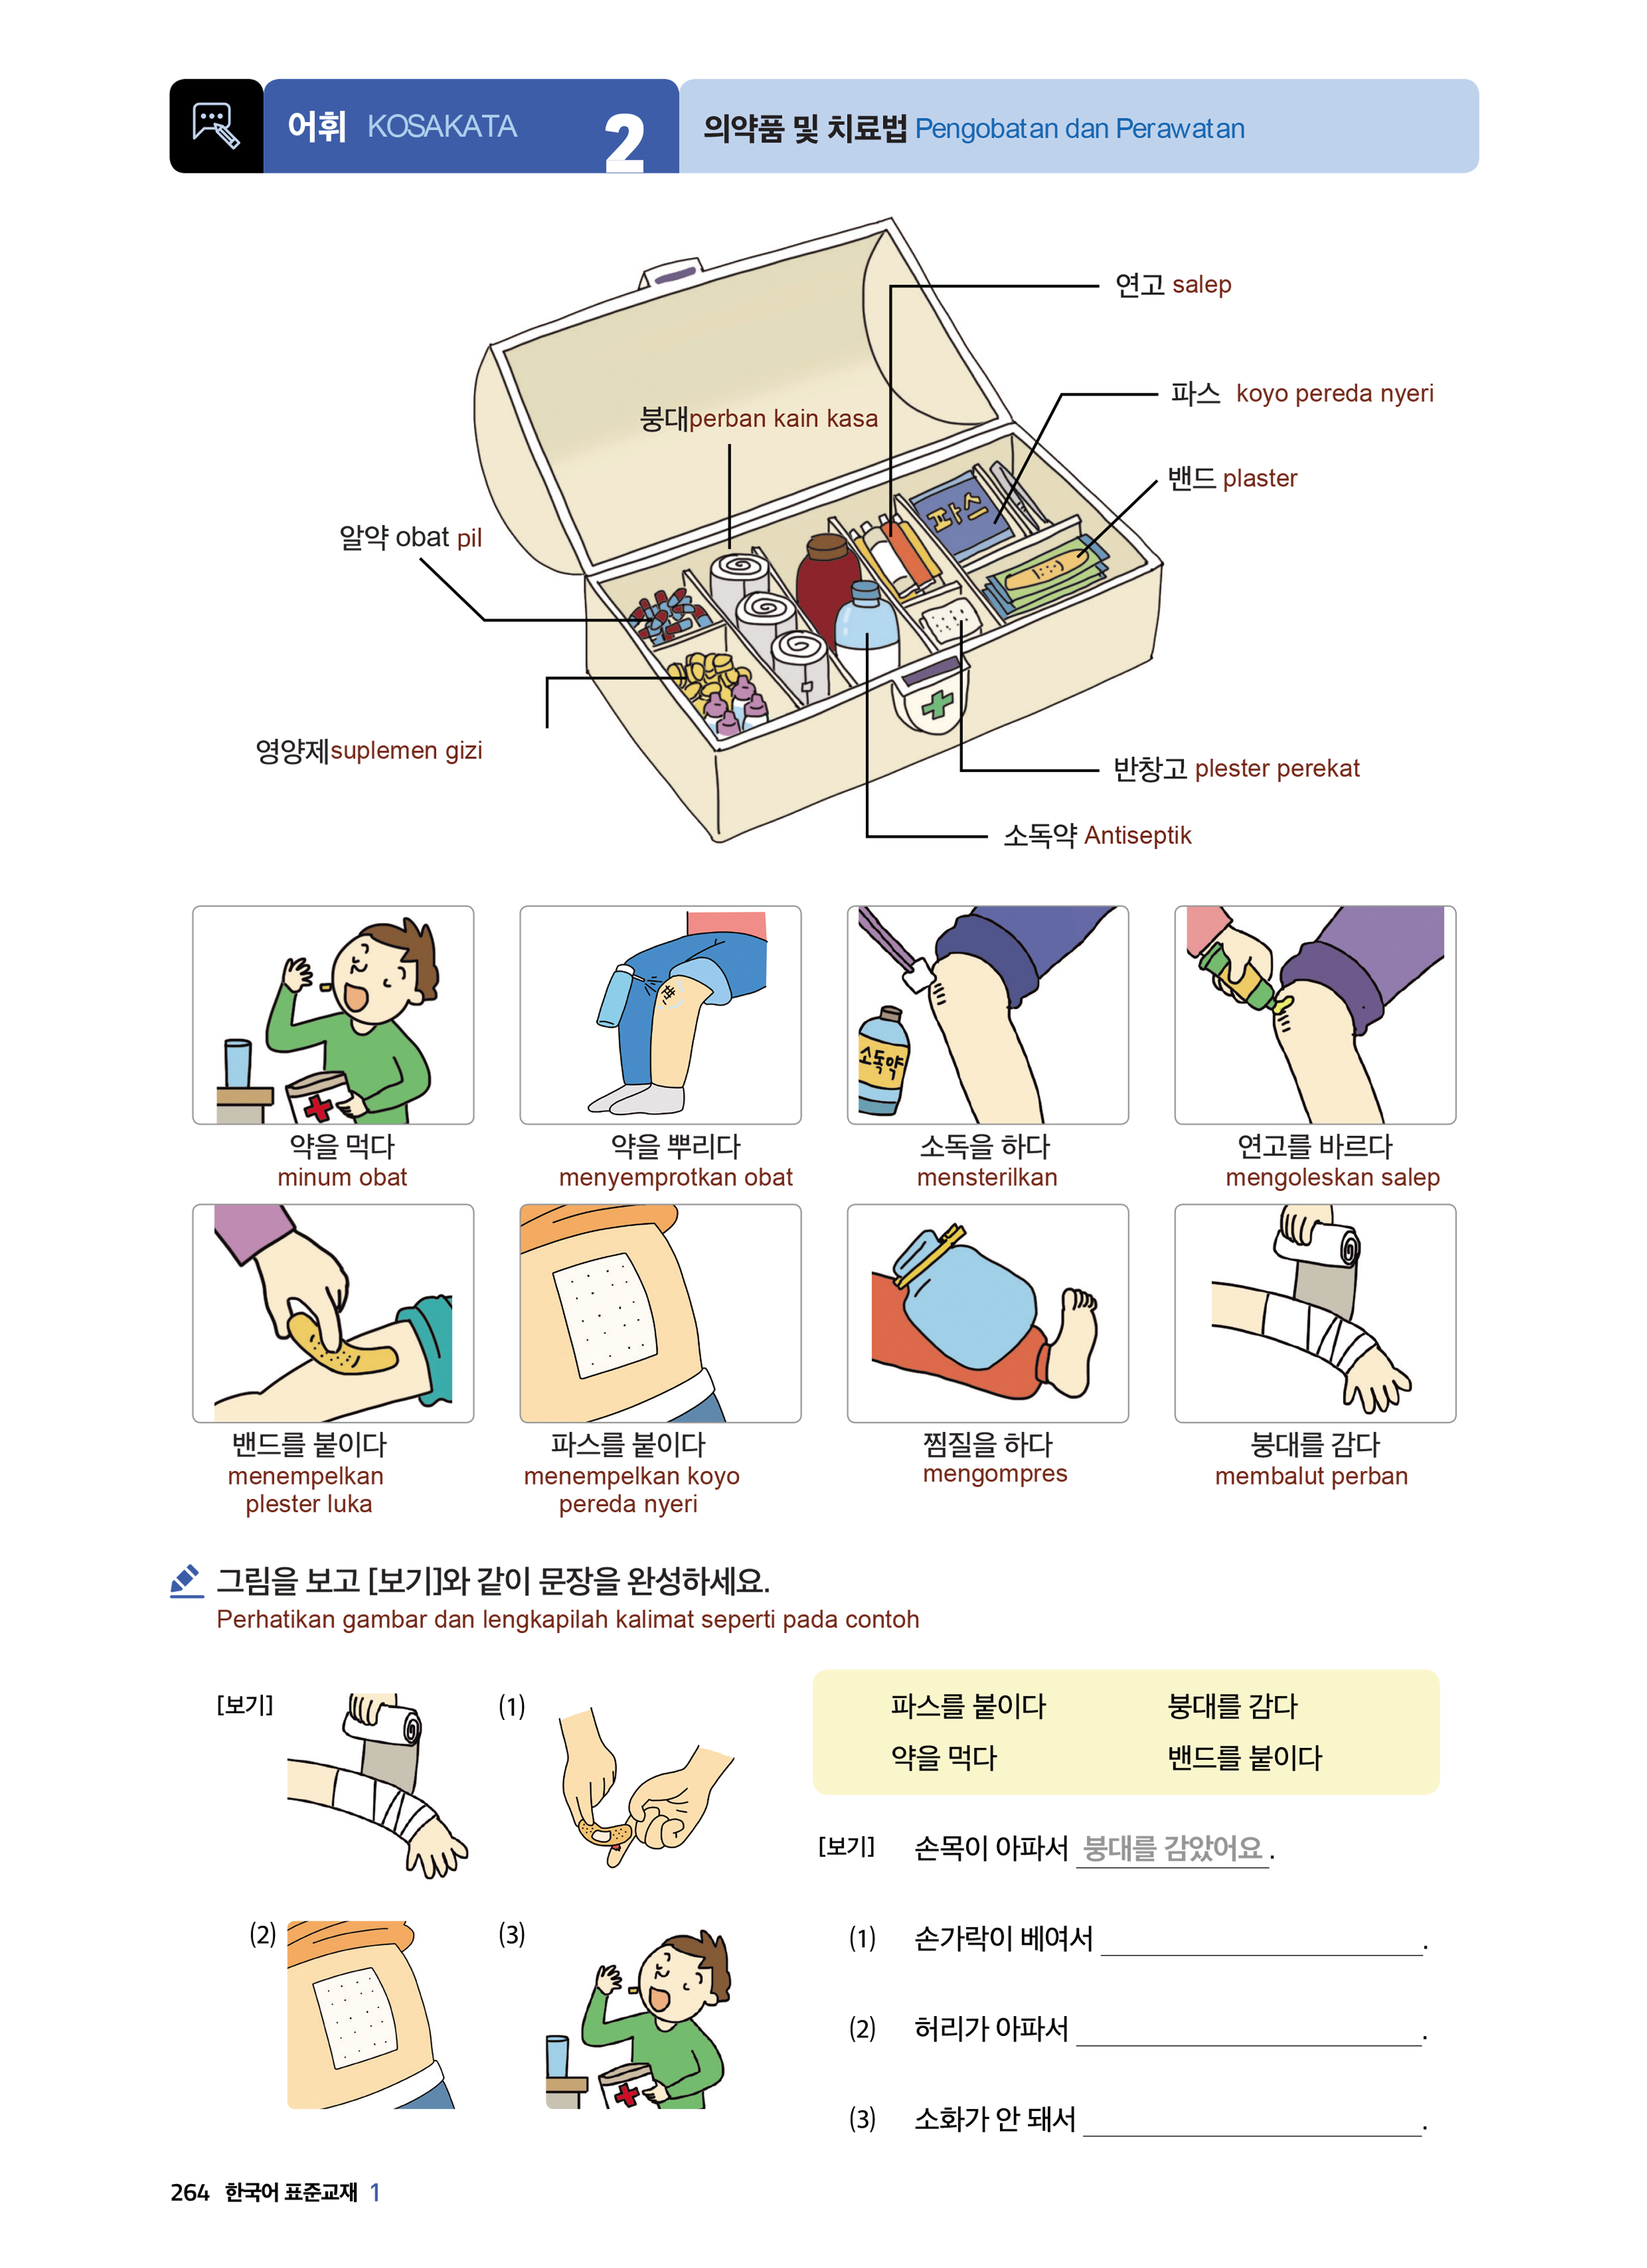 어휘 KOSAKATA 2 의약품 및 치료법 Pengobatan dan Perawatan
연고 salep
파스 koyo pereda nyeri
붕대perban kain kasa
밴드 plaster
파스
알약 obat pil
영양제suplemen gizi
반창고 plester perekat
소독약 Antiseptik
소독약
약을 먹다
minum obat
약을 뿌리다
menyemprotkan obat
소독을 하다
mensterilkan
연고를 바르다
mengoleskan salep
밴드를 붙이다
menempelkan
plester luka
파스를 붙이다
menempelkan koyo
pereda nyeri
찜질을 하다
mengompres
붕대를 감다
membalut perban
그림을 보고 [보기]와 같이 문장을 완성하세요.
Perhatikan gambar dan lengkapilah kalimat seperti pada contoh
[보기]
(1)
(2)
(3)
파스를 붙이다 붕대를 감다
약을 먹다 밴드를 붙이다
[보기] 손목이 아파서 붕대를 감았어요.
(1) 손가락이 베여서 .
(2) 허리가 아파서 .
(3) 소화가 안 돼서 .
264 한국어 표준교재 1